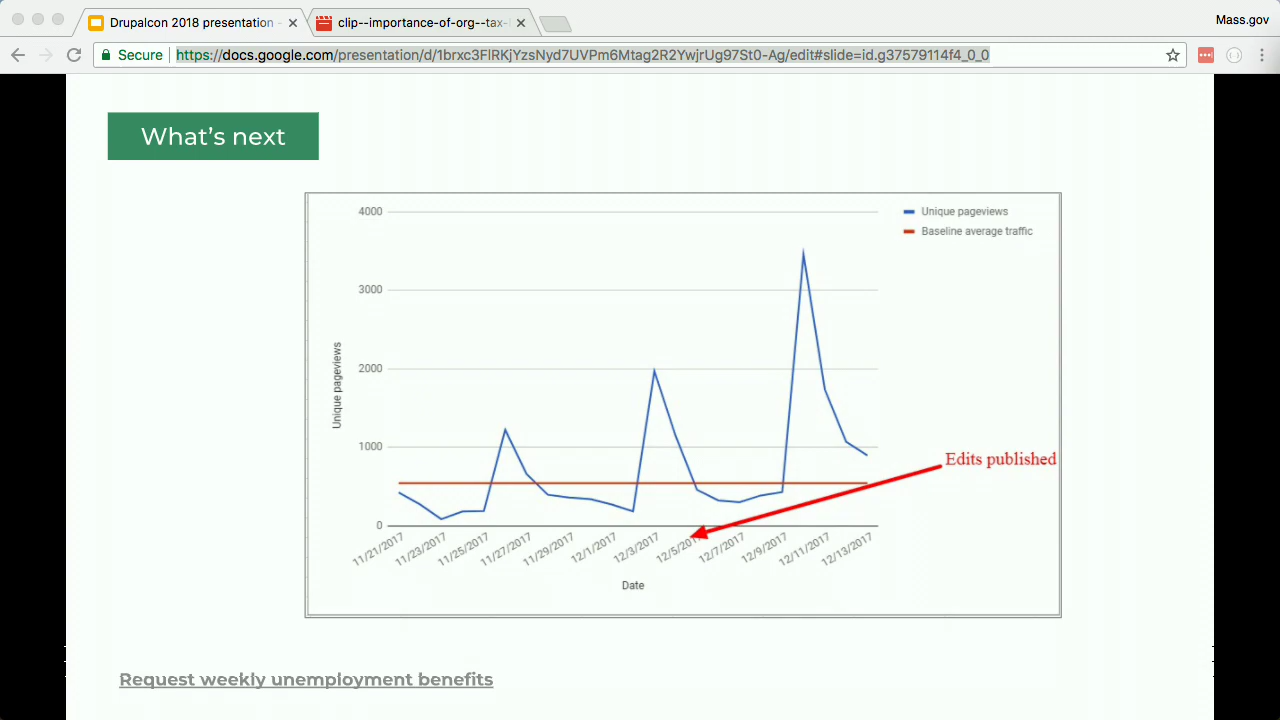 Drupalcon 2018 presentation -
clip--importance-of-org--tax-
Mass.gov
Secure
https://docs.google.com/presentation/d/1brxc3FlRKjYzsNyd7UVPm6Mtag2R2YwjrUg97St0-Ag/edit#slide=id.g37579114f4_0_0
What's next
4000
3000
2000
1000
0
Unique pageviews
Unique pageviews
Baseline average traffic
Edits published
11/21/2017
11/23/2017
11/25/2017
11/27/2017
11/29/2017
12/1/2017
12/3/2017
12/5/2017
12/7/2017
12/9/2017
12/11/2017
12/13/2017
Date
Request weekly unemployment benefits